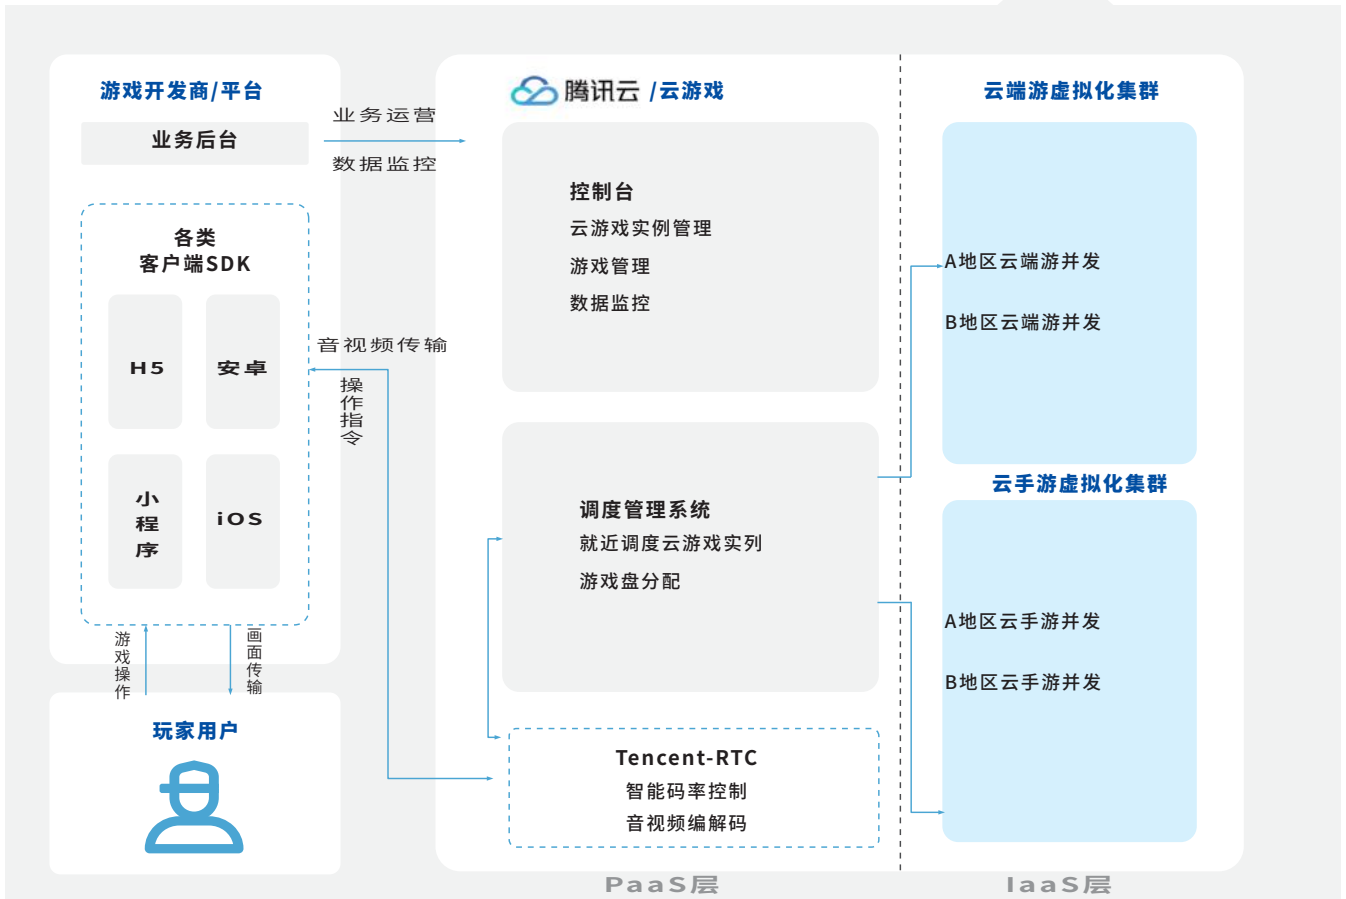 游戏开发商/平台
业务后台
各类
客户端SDK
H5
安卓
小程序
iOS
游戏操作
画面传输
玩家用户
业务运营
数据监控
音视频传输
操作指令
腾讯云/云游戏
控制台
云游戏实例管理
游戏管理
数据监控
调度管理系统
就近调度云游戏实列
游戏盘分配
Tencent-RTC
智能码率控制
音视频编解码
PaaS层
云端游虚拟化集群
A地区云端游并发
B地区云端游并发
云手游虚拟化集群
A地区云手游并发
B地区云手游并发
IaaS层